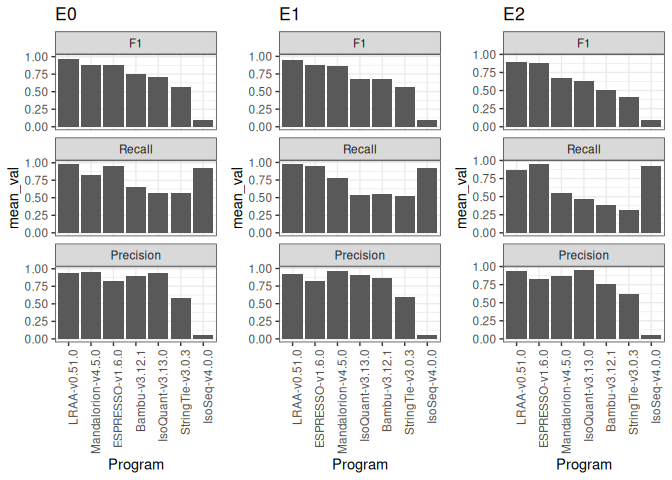 E0
F1
1.00
0.75
0.50
0.25
0.00
Recall
1.00
0.75
0.50
0.25
0.00
Precision
1.00
0.75
0.50
0.25
0.00
mean_val
LRAA-v0.51.0
Mandalorion-v4.5.0
ESPRESSO-v1.6.0
Bambu-v3.12.1
IsoQuant-v3.13.0
StringTie-v3.0.3
IsoSeq-v4.0.0
Program
E1
F1
1.00
0.75
0.50
0.25
0.00
Recall
1.00
0.75
0.50
0.25
0.00
Precision
1.00
0.75
0.50
0.25
0.00
mean_val
LRAA-v0.51.0
ESPRESSO-v1.6.0
Mandalorion-v4.5.0
IsoQuant-v3.13.0
Bambu-v3.12.1
StringTie-v3.0.3
IsoSeq-v4.0.0
Program
E2
F1
1.00
0.75
0.50
0.25
0.00
Recall
1.00
0.75
0.50
0.25
0.00
Precision
1.00
0.75
0.50
0.25
0.00
mean_val
LRAA-v0.51.0
ESPRESSO-v1.6.0
Mandalorion-v4.5.0
IsoQuant-v3.13.0
Bambu-v3.12.1
StringTie-v3.0.3
IsoSeq-v4.0.0
Program